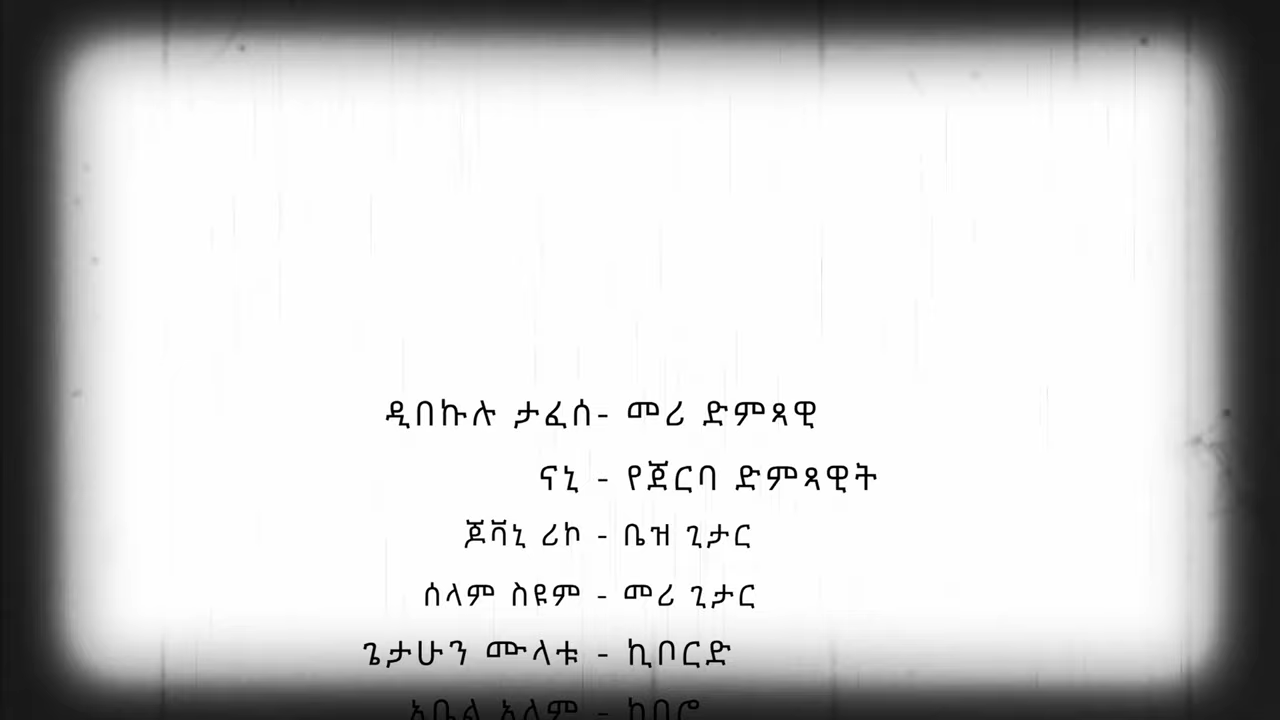 ዲበኩሉ ታፈሰ- መሪ ድምጻዊ
ናኒ - የጀርባ ድምጻዊት
ጆቫኒ ሪኮ - ቤዝ ጊታር
ሰላም ስዩም - መሪ ጊታር
ጌታሁን ሙላቱ - ኪቦርድ